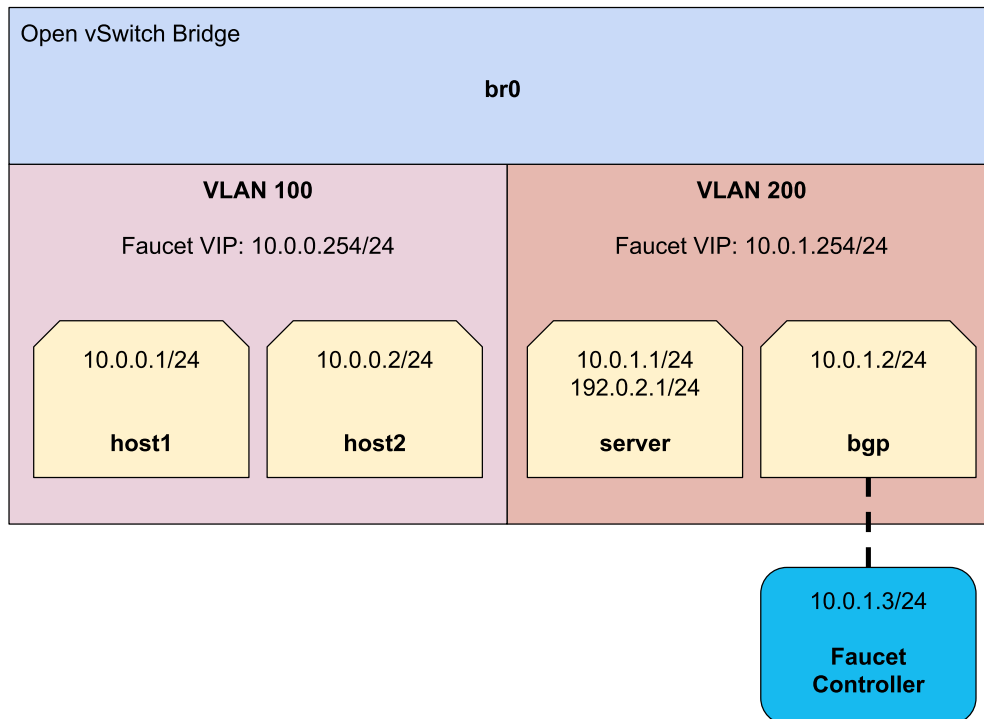 Open vSwitch Bridge
br0
VLAN 100
Faucet VIP: 10.0.0.254/24
10.0.0.1/24
host1
10.0.0.2/24
host2
VLAN 200
Faucet VIP: 10.0.1.254/24
10.0.1.1/24
192.0.2.1/24
server
10.0.1.2/24
bgp
10.0.1.3/24
Faucet
Controller